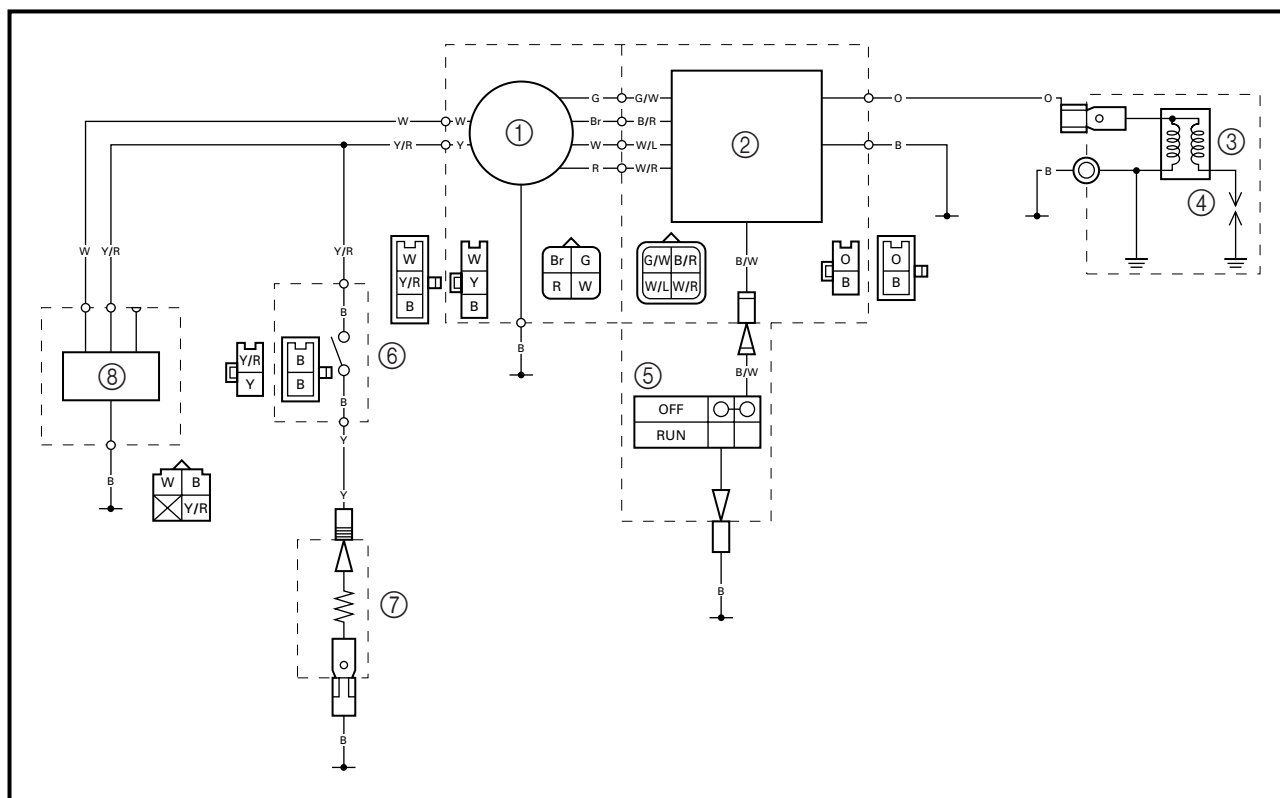 G G/W O O
W W Br B/R
Y/R Y W W/L B
R W/R B
① ② ③ ④
W Y/R Y/R B/W
W W Br G G/W B/R O O
Y/R Y R W W/L W/R B B
B B
B
⑥ B B/W
⑧ Y/R B ⑤
Y B
B OFF
RUN
Y
B
W B
Y/R
Y
⑦
B
B